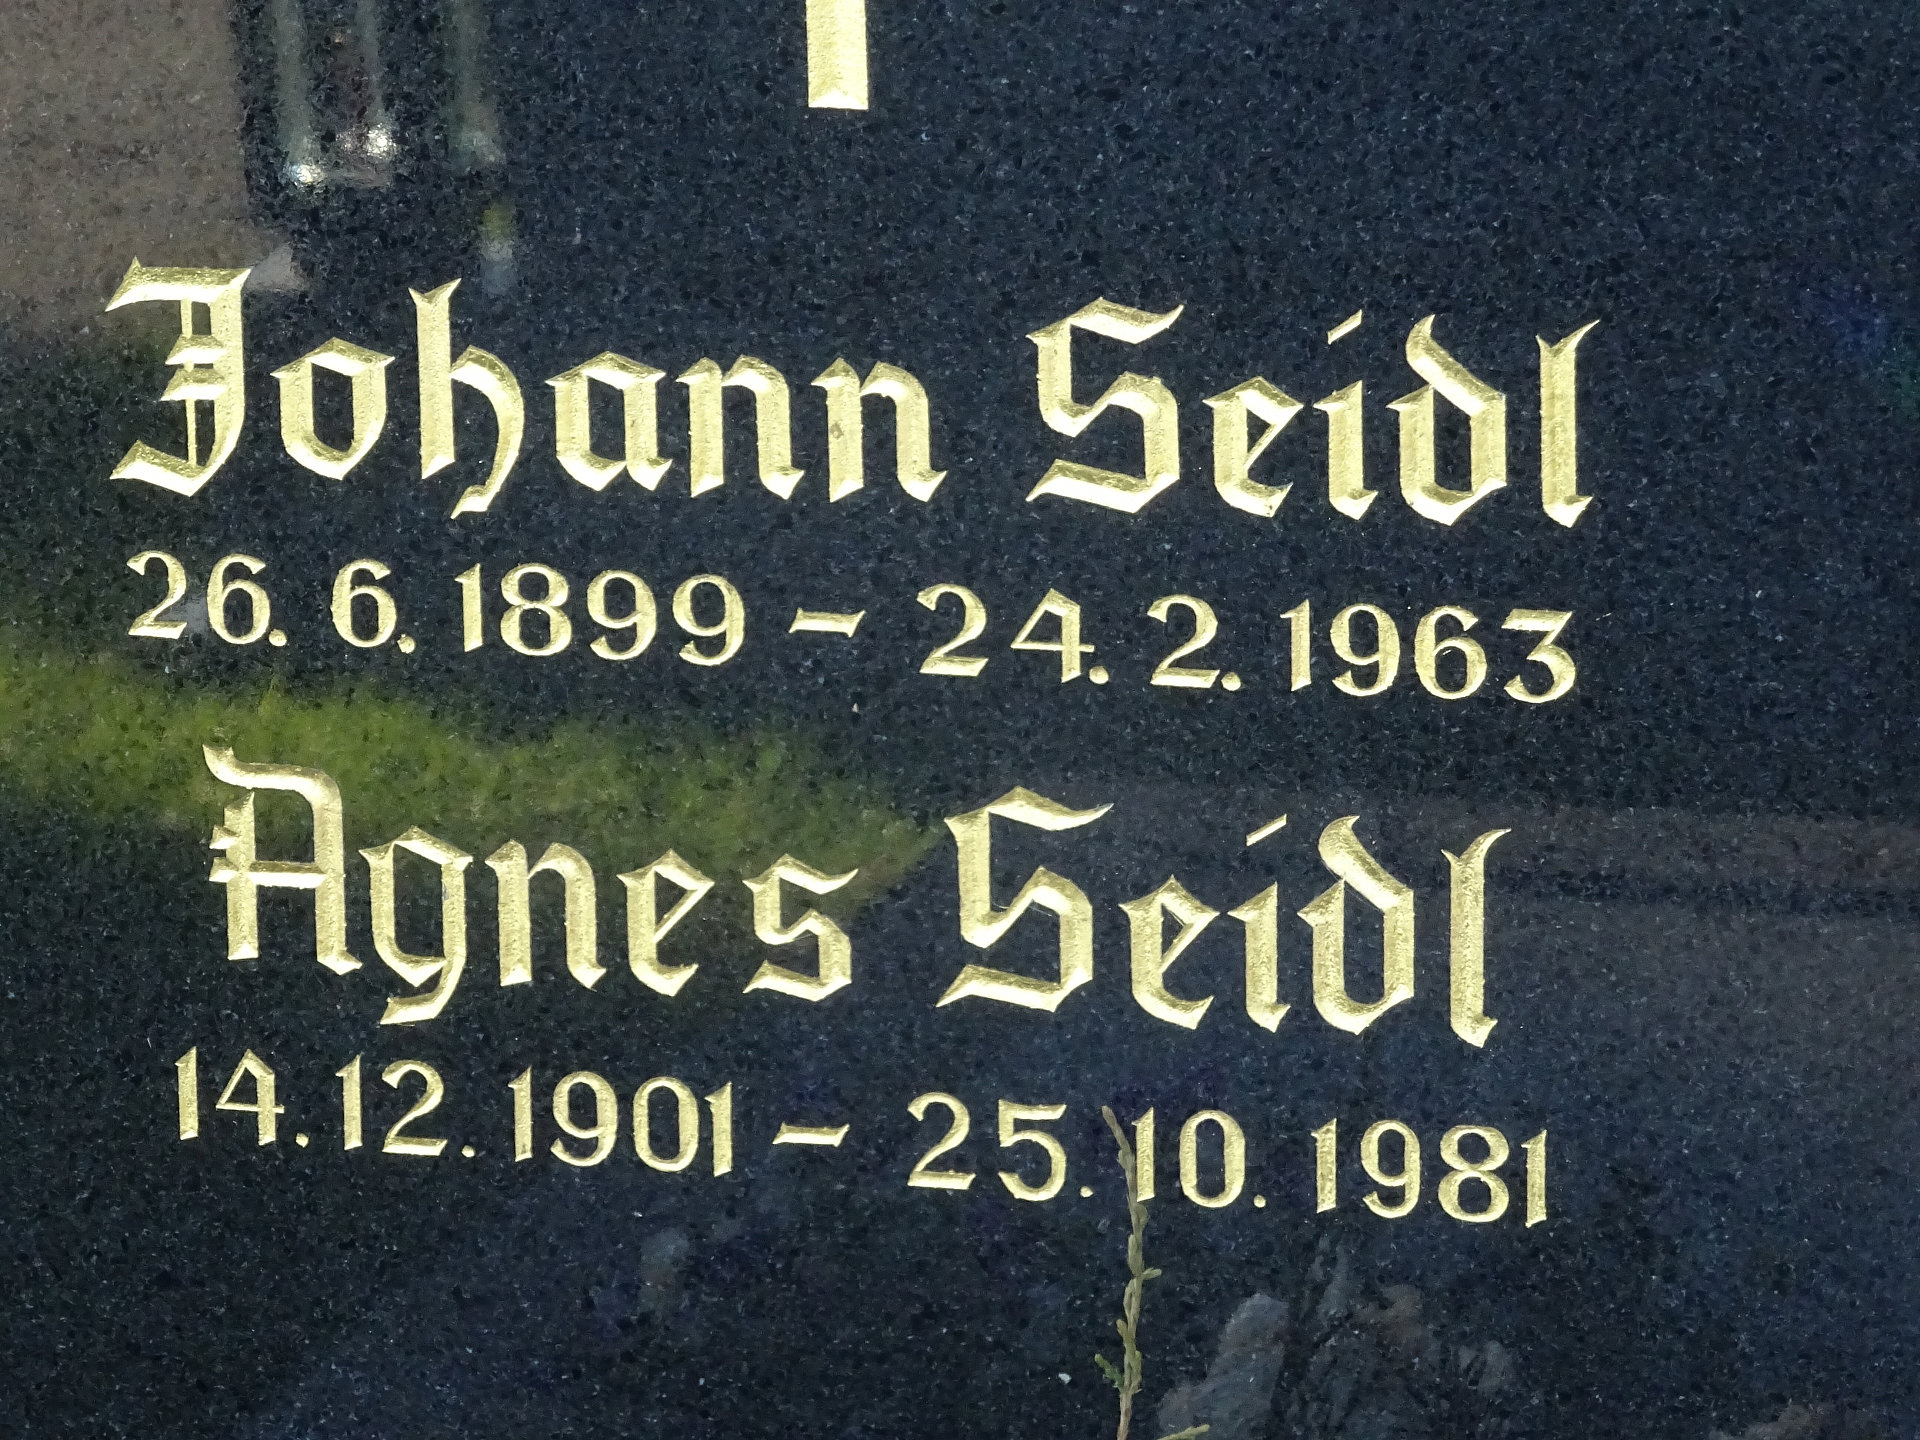 Johann Seidl
26. 6. 1899 – 24. 2. 1963
Agnes Seidl
14. 12. 1901 – 25. 10. 1981